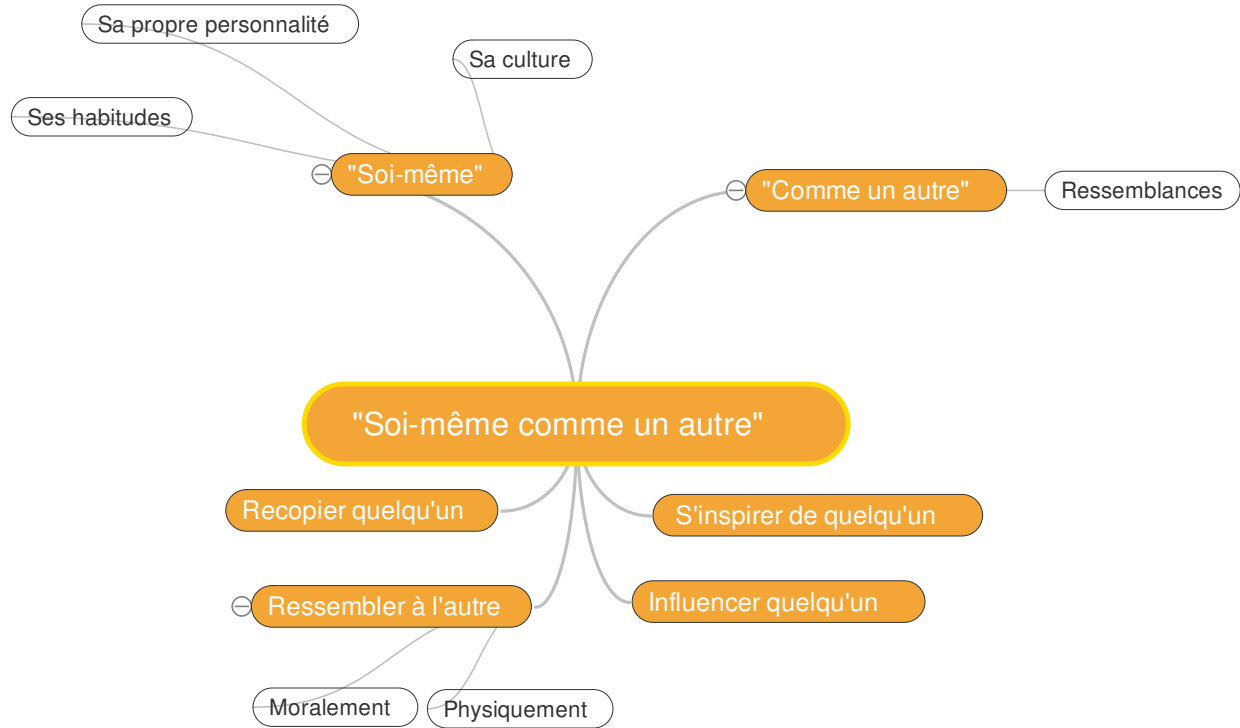 Sa propre personnalité
Sa culture
Ses habitudes
"Soi-même"
"Comme un autre"
Ressemblances
"Soi-même comme un autre"
Recopier quelqu'un
S'inspirer de quelqu'un
Ressembler à l'autre
Influencer quelqu'un
Moralement
Physiquement